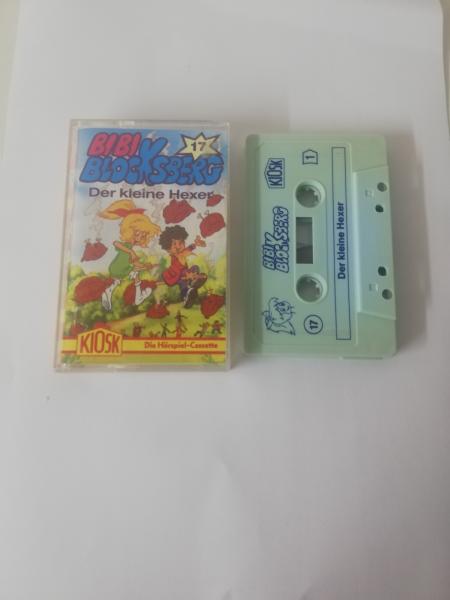 BIBI
BLOCKSBERG
17
Der kleine Hexer
KIOSK
Die Hörspiel-Cassette
KIOSK
1
BIBI
BLOCKSBERG
Der kleine Hexer
17